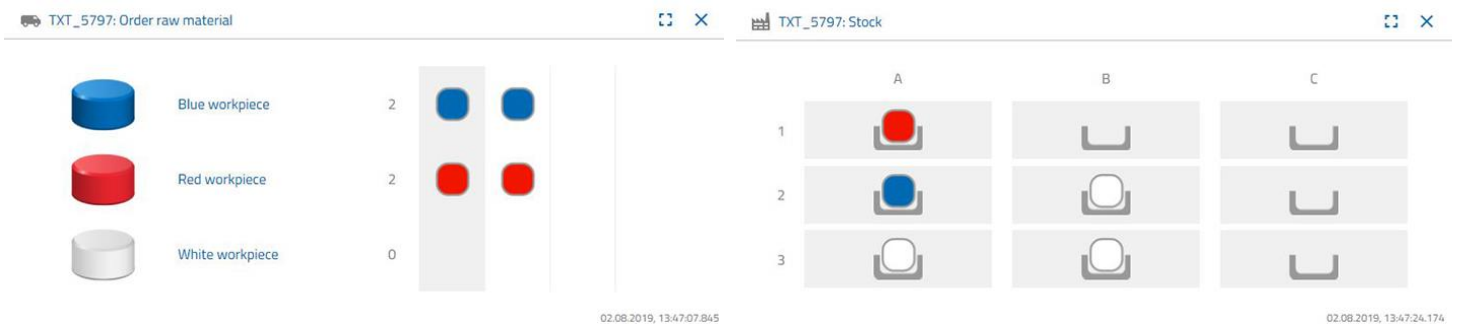 TXT_5797: Order raw material
Blue workpiece 2
Red workpiece 2
White workpiece 0
02.08.2019, 13:47:07.845
TXT_5797: Stock
A B C
1
2
3
02.08.2019, 13:47:24.174